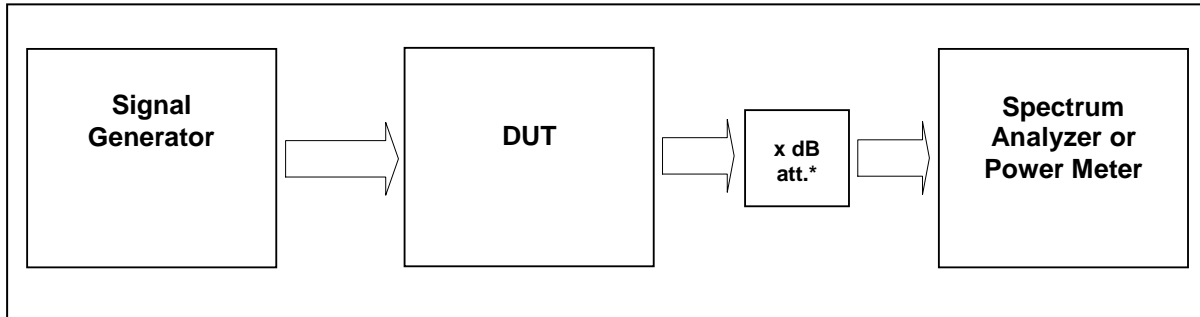 Signal
Generator
DUT
x dB
att.*
Spectrum
Analyzer or
Power Meter